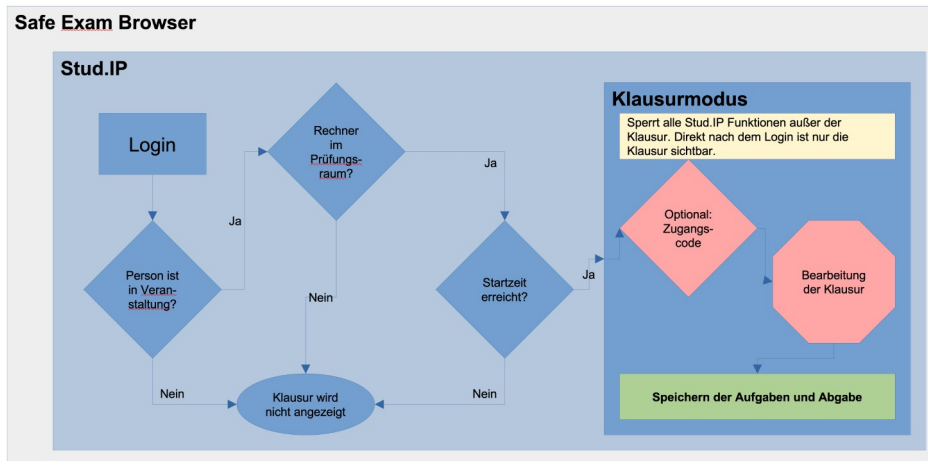 Safe Exam Browser
Stud.IP
Login
Person ist
in Veran-
staltung?
Ja
Nein
Rechner
im
Prüfungs-
raum?
Ja
Nein
Startzeit
erreicht?
Ja
Nein
Klausur wird
nicht angezeigt
Klausurmodus
Sperrt alle Stud.IP Funktionen außer der
Klausur. Direkt nach dem Login ist nur die
Klausur sichtbar.
Optional:
Zugangs-
code
Bearbeitung
der Klausur
Speichern der Aufgaben und Abgabe